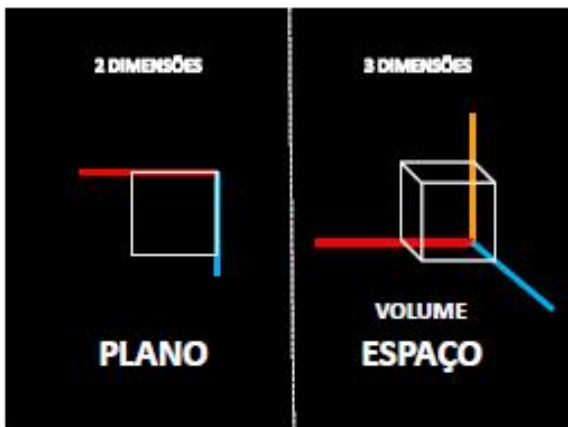 2 DIMENSÕES
PLANO
3 DIMENSÕES
VOLUME
ESPAÇO